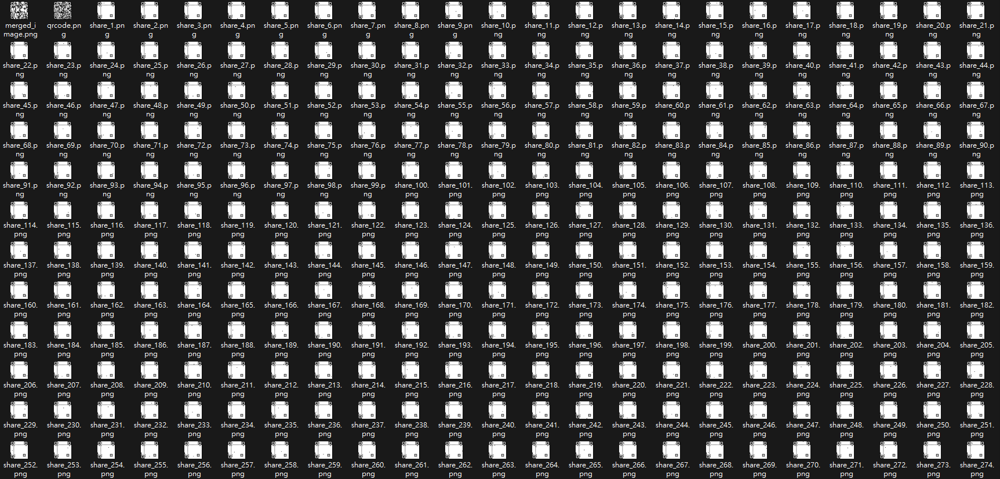 merged_i qrcode.pn share_1.pn share_2.pn share_3.pn share_4.pn share_5.pn share_6.pn share_7.pn share_8.pn share_9.pn share_10.p share_11.p share_12.p share_13.p share_14.p share_15.p share_16.p share_17.p share_18.p share_19.p share_20.p share_21.p
mage.png g g g g g g g g g g ng ng ng ng ng ng ng ng ng ng ng ng
share_22.p share_23.p share_24.p share_25.p share_26.p share_27.p share_28.p share_29.p share_30.p share_31.p share_32.p share_33.p share_34.p share_35.p share_36.p share_37.p share_38.p share_39.p share_40.p share_41.p share_42.p share_43.p share_44.p
ng ng ng ng ng ng ng ng ng ng ng ng ng ng ng ng ng ng ng ng ng ng ng
share_45.p share_46.p share_47.p share_48.p share_49.p share_50.p share_51.p share_52.p share_53.p share_54.p share_55.p share_56.p share_57.p share_58.p share_59.p share_60.p share_61.p share_62.p share_63.p share_64.p share_65.p share_66.p share_67.p
ng ng ng ng ng ng ng ng ng ng ng ng ng ng ng ng ng ng ng ng ng ng ng
share_68.p share_69.p share_70.p share_71.p share_72.p share_73.p share_74.p share_75.p share_76.p share_77.p share_78.p share_79.p share_80.p share_81.p share_82.p share_83.p share_84.p share_85.p share_86.p share_87.p share_88.p share_89.p share_90.p
ng ng ng ng ng ng ng ng ng ng ng ng ng ng ng ng ng ng ng ng ng ng ng
share_91.p share_92.p share_93.p share_94.p share_95.p share_96.p share_97.p share_98.p share_99.p share_100. share_101. share_102. share_103. share_104. share_105. share_106. share_107. share_108. share_109. share_110. share_111. share_112. share_113.
ng ng ng ng ng ng ng ng ng png png png png png png png png png png png png png png
share_114. share_115. share_116. share_117. share_118. share_119. share_120. share_121. share_122. share_123. share_124. share_125. share_126. share_127. share_128. share_129. share_130. share_131. share_132. share_133. share_134. share_135. share_136.
png png png png png png png png png png png png png png png png png png png png png png png
share_137. share_138. share_139. share_140. share_141. share_142. share_143. share_144. share_145. share_146. share_147. share_148. share_149. share_150. share_151. share_152. share_153. share_154. share_155. share_156. share_157. share_158. share_159.
png png png png png png png png png png png png png png png png png png png png png png png
share_160. share_161. share_162. share_163. share_164. share_165. share_166. share_167. share_168. share_169. share_170. share_171. share_172. share_173. share_174. share_175. share_176. share_177. share_178. share_179. share_180. share_181. share_182.
png png png png png png png png png png png png png png png png png png png png png png png
share_183. share_184. share_185. share_186. share_187. share_188. share_189. share_190. share_191. share_192. share_193. share_194. share_195. share_196. share_197. share_198. share_199. share_200. share_201. share_202. share_203. share_204. share_205.
png png png png png png png png png png png png png png png png png png png png png png png
share_206. share_207. share_208. share_209. share_210. share_211. share_212. share_213. share_214. share_215. share_216. share_217. share_218. share_219. share_220. share_221. share_222. share_223. share_224. share_225. share_226. share_227. share_228.
png png png png png png png png png png png png png png png png png png png png png png png
share_229. share_230. share_231. share_232. share_233. share_234. share_235. share_236. share_237. share_238. share_239. share_240. share_241. share_242. share_243. share_244. share_245. share_246. share_247. share_248. share_249. share_250. share_251.
png png png png png png png png png png png png png png png png png png png png png png png
share_252. share_253. share_254. share_255. share_256. share_257. share_258. share_259. share_260. share_261. share_262. share_263. share_264. share_265. share_266. share_267. share_268. share_269. share_270. share_271. share_272. share_273. share_274.
png png png png png png png png png png png png png png png png png png png png png png png